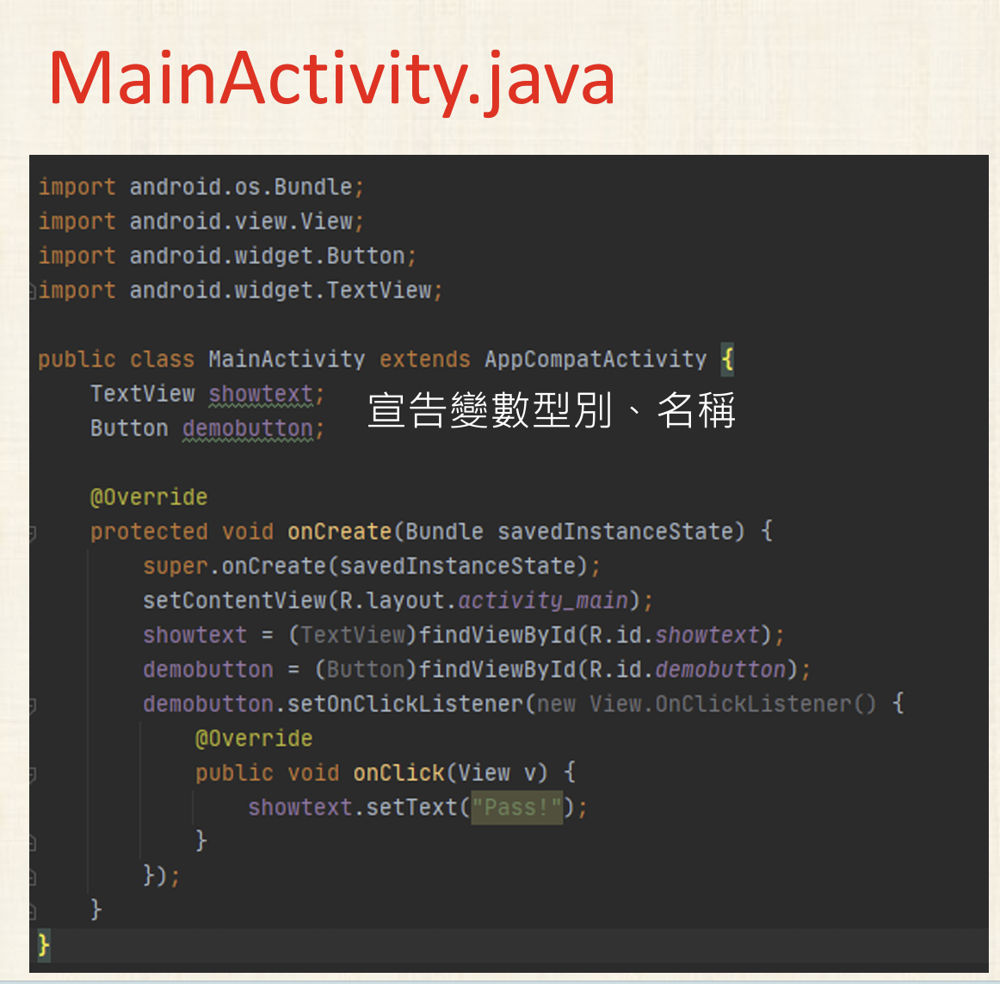 MainActivity.java
import android.os.Bundle;
import android.view.View;
import android.widget.Button;
import android.widget.TextView;
public class MainActivity extends AppCompatActivity {
TextView showtext;
Button demobutton;
宣告變數型別、名稱
@Override
protected void onCreate(Bundle savedInstanceState) {
super.onCreate(savedInstanceState);
setContentView(R.layout.activity_main);
showtext = (TextView)findViewById(R.id.showtext);
demobutton = (Button)findViewById(R.id.demobutton);
demobutton.setOnClickListener(new View.OnClickListener() {
@Override
public void onClick(View v) {
showtext.setText("Pass!");
}
});
}
}